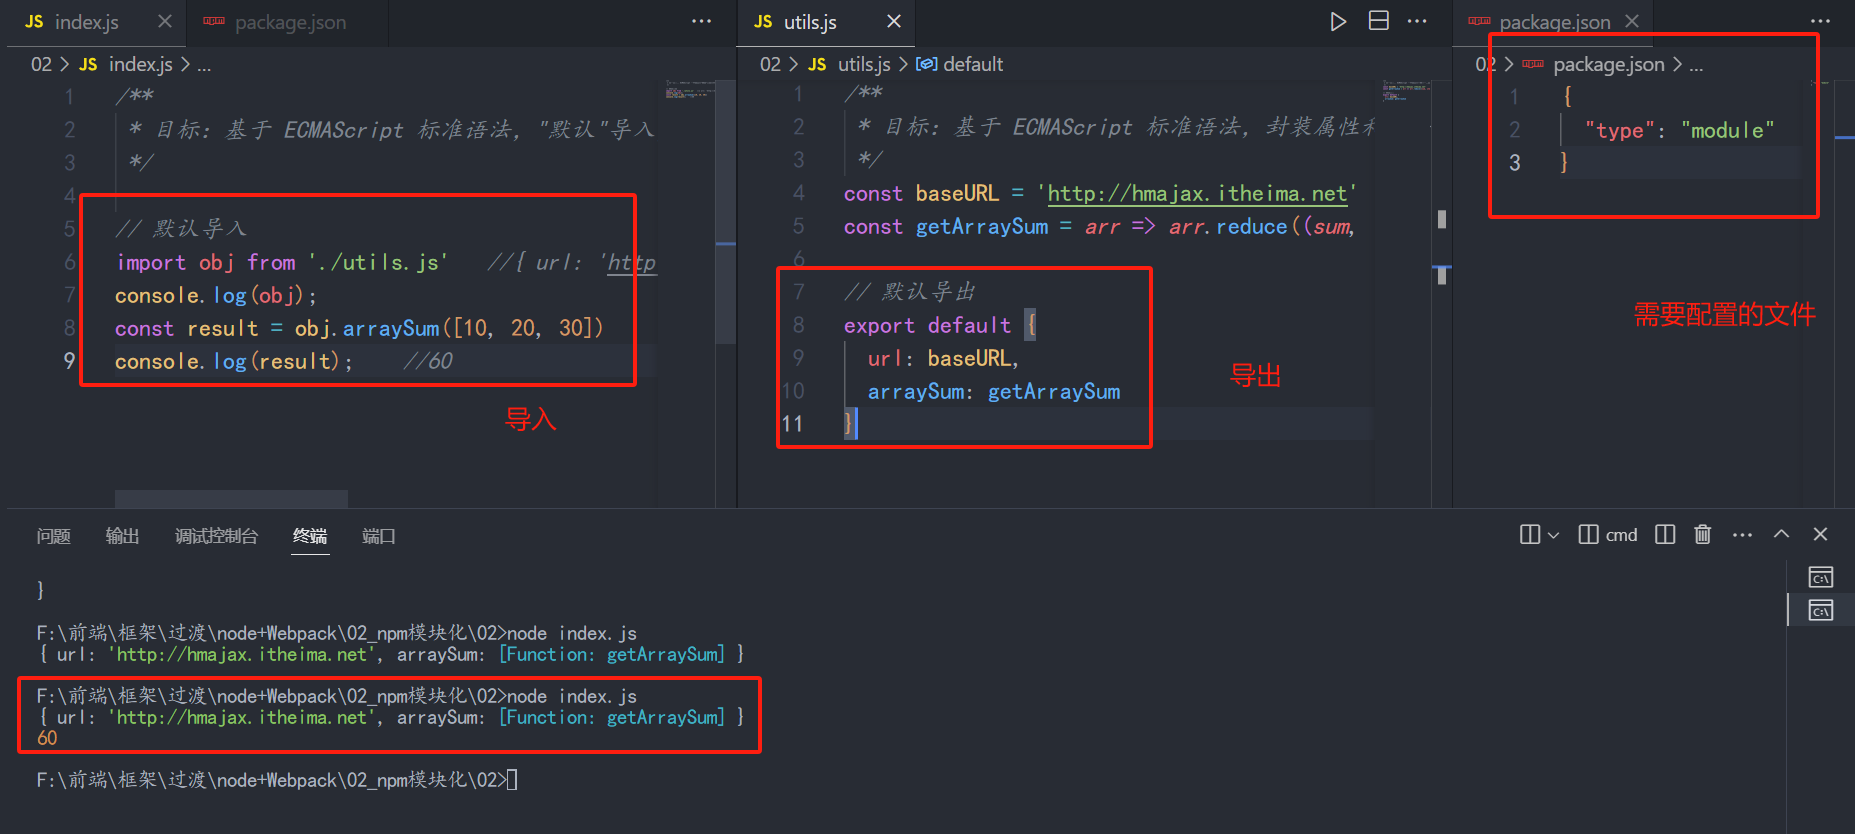 JS index.js
package.json
02 > JS index.js > ...
1 /**
2 * 目标：基于 ECMAScript 标准语法，"默认"导入
3 */
4
5 // 默认导入
6 import obj from './utils.js' //{ url: 'http
7 console.log(obj);
8 const result = obj.arraySum([10, 20, 30])
9 console.log(result); //60
导入
JS utils.js
02 > JS utils.js > default
1 /**
2 * 目标：基于 ECMAScript 标准语法，封装属性和
3 */
4 const baseURL = 'http://hmajax.itheima.net'
5 const getArraySum = arr => arr.reduce((sum,
6
7 // 默认导出
8 export default {
9 url: baseURL,
10 arraySum: getArraySum
11 }
导出
package.json
02 > package.json > ...
1 {
2 "type": "module"
3 }
需要配置的文件
问题 输出 调试控制台 终端 端口
cmd
}
F:\前端\框架\过渡\node+Webpack\02_npm模块化\02>node index.js
{ url: 'http://hmajax.itheima.net', arraySum: [Function: getArraySum] }
F:\前端\框架\过渡\node+Webpack\02_npm模块化\02>node index.js
{ url: 'http://hmajax.itheima.net', arraySum: [Function: getArraySum] }
60
F:\前端\框架\过渡\node+Webpack\02_npm模块化\02>